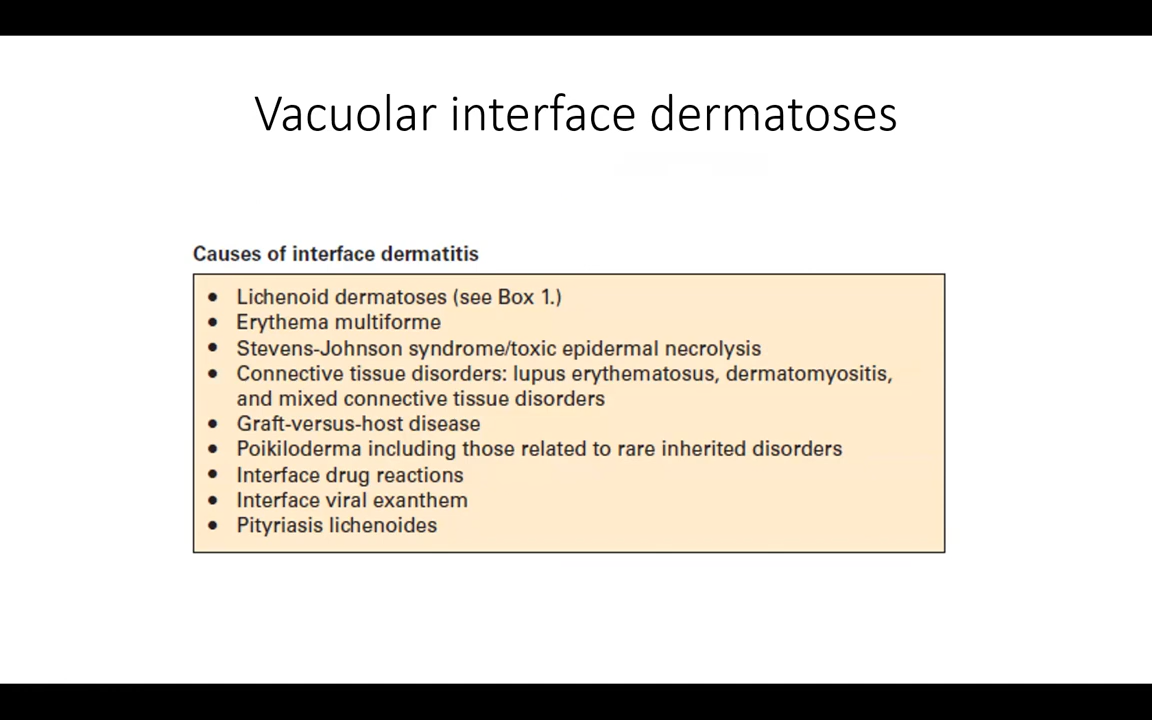 Vacuolar interface dermatoses
Causes of interface dermatitis
• Lichenoid dermatoses (see Box 1.)
• Erythema multiforme
• Stevens-Johnson syndrome/toxic epidermal necrolysis
• Connective tissue disorders: lupus erythematosus, dermatomyositis,
and mixed connective tissue disorders
• Graft-versus-host disease
• Poikiloderma including those related to rare inherited disorders
• Interface drug reactions
• Interface viral exanthem
• Pityriasis lichenoides